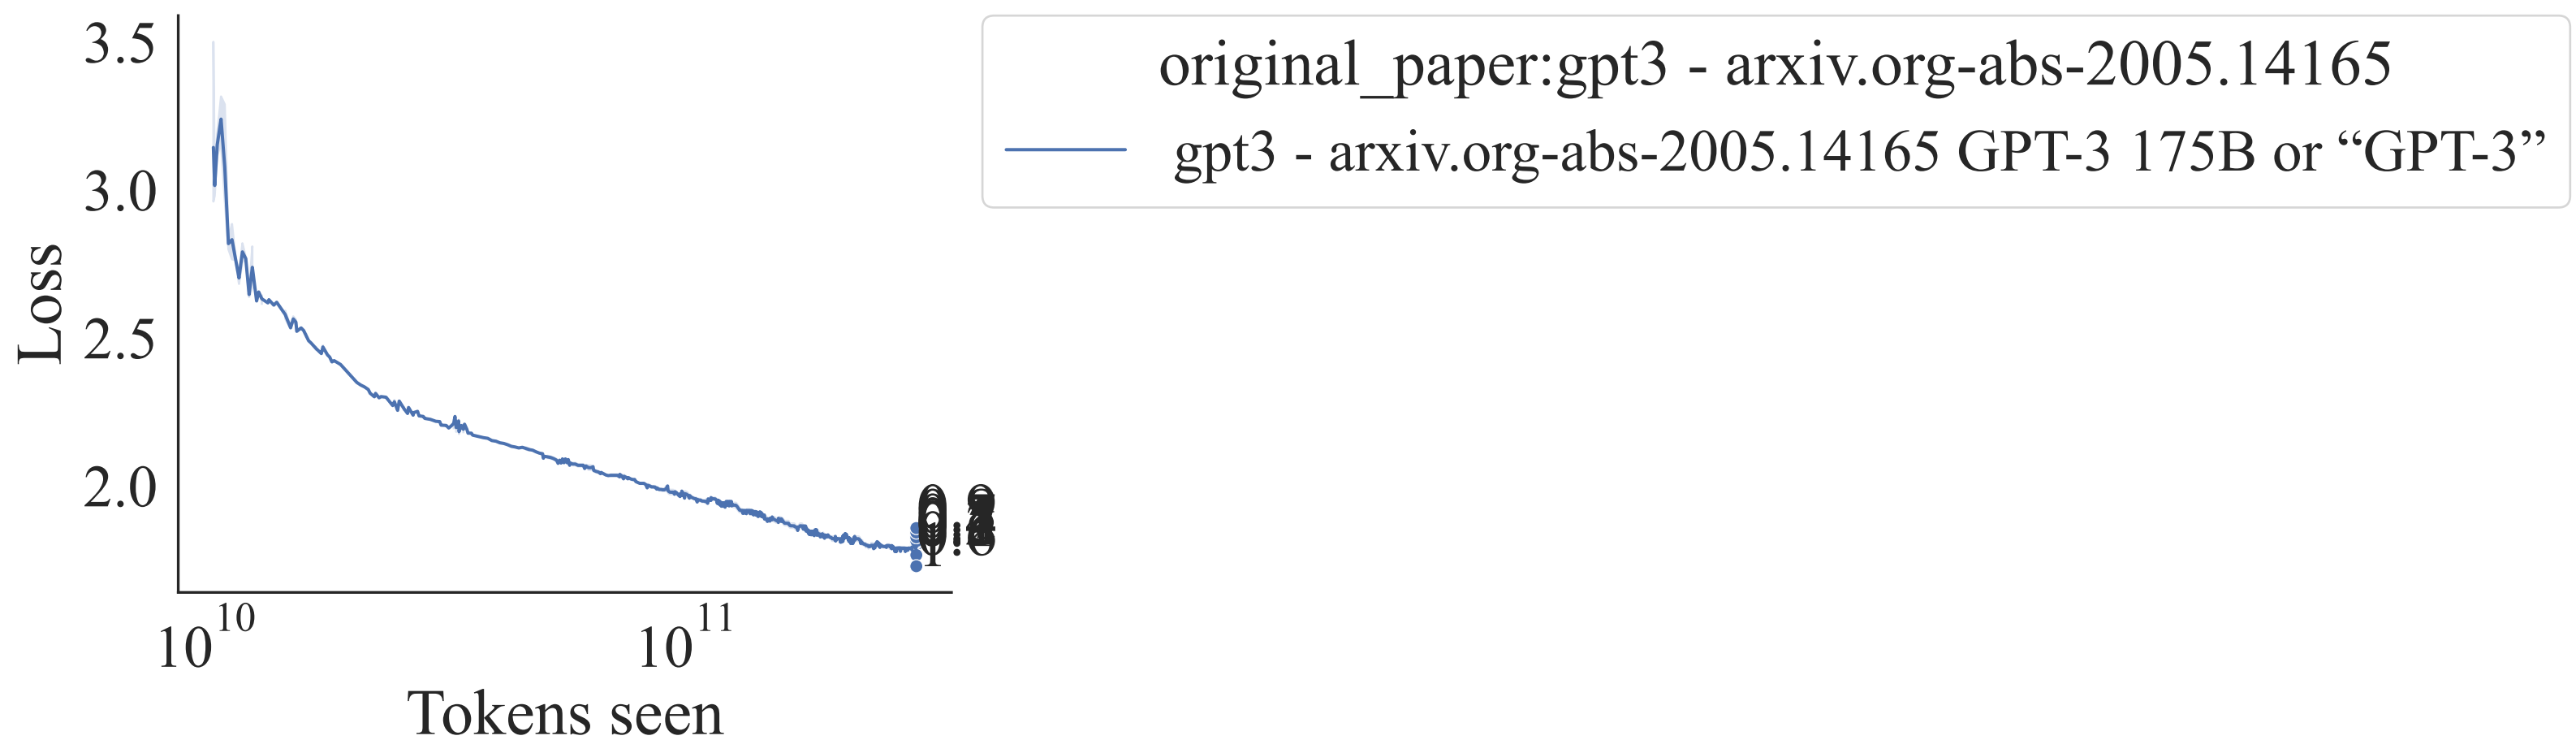 3.5
3.0
2.5
2.0
Loss
10^10
10^11
Tokens seen
original_paper:gpt3 - arxiv.org-abs-2005.14165
gpt3 - arxiv.org-abs-2005.14165 GPT-3 175B or “GPT-3”